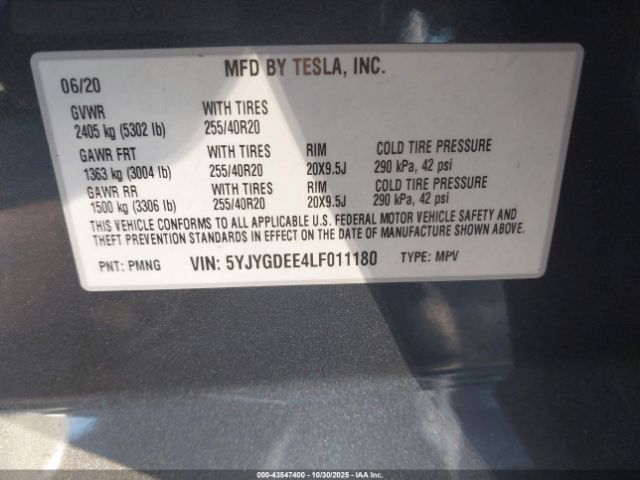 MFD BY TESLA, INC.
06/20
GVWR WITH TIRES
2405 kg (5302 lb) 255/40R20
GAWR FRT WITH TIRES RIM COLD TIRE PRESSURE
1363 kg (3004 lb) 255/40R20 20X9.5J 290 kPa, 42 psi
GAWR RR WITH TIRES RIM COLD TIRE PRESSURE
1500 kg (3306 lb) 255/40R20 20X9.5J 290 kPa, 42 psi
THIS VEHICLE CONFORMS TO ALL APPLICABLE U.S. FEDERAL MOTOR VEHICLE SAFETY AND
THEFT PREVENTION STANDARDS IN EFFECT ON THE DATE OF MANUFACTURE SHOWN ABOVE.
PNT: PMNG VIN: 5YJYGDEE4LF011180 TYPE: MPV
000-43547400 - 10/30/2025 - IAA Inc.